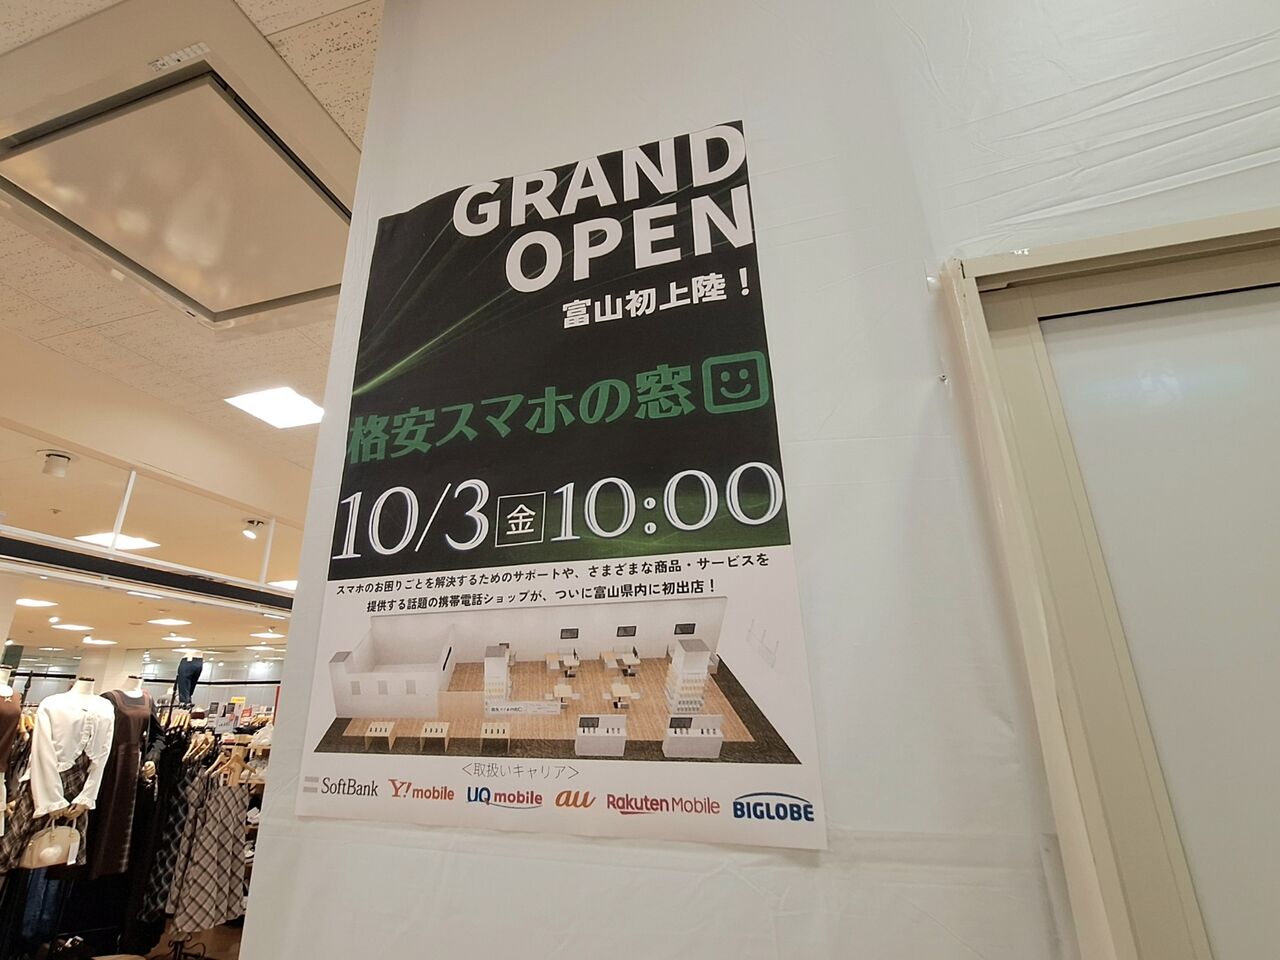 GRAND
OPEN
富山初上陸！
格安スマホの窓
10/3 金 10:00
スマホのお困りごとを解決するためのサポートや、さまざまな商品・サービスを
提供する話題の携帯電話ショップが、ついに富山県内に初出店！
＜取扱いキャリア＞
SoftBank Y!mobile UQ mobile au Rakuten Mobile BIGLOBE